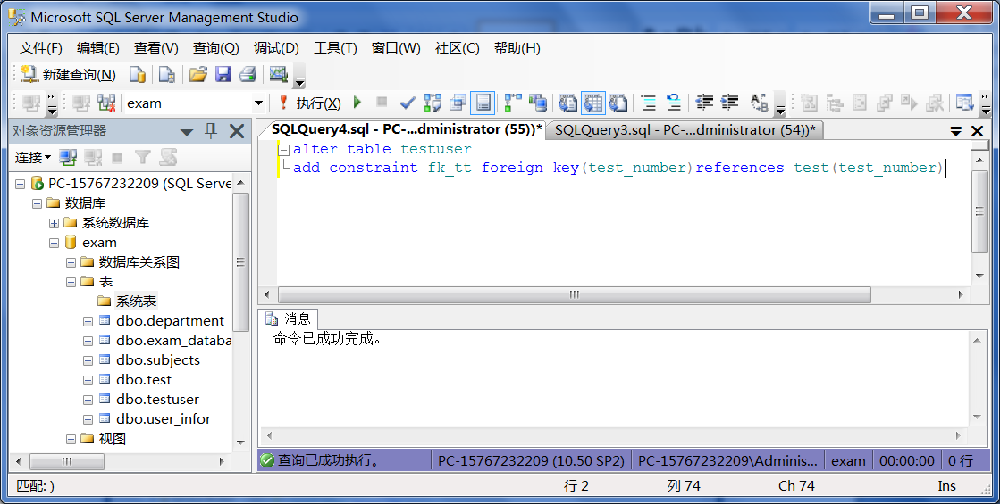 Microsoft SQL Server Management Studio
文件(F) 编辑(E) 查看(V) 查询(Q) 调试(D) 工具(T) 窗口(W) 社区(C) 帮助(H)
新建查询(N)
exam 执行(X)
对象资源管理器
连接
PC-15767232209 (SQL Serve
数据库
系统数据库
exam
数据库关系图
表
系统表
dbo.department
dbo.exam_databa
dbo.subjects
dbo.test
dbo.testuser
dbo.user_infor
视图
SQLQuery4.sql - PC-...dministrator (55))* SQLQuery3.sql - PC-...dministrator (54))*
alter table testuser
add constraint fk_tt foreign key(test_number)references test(test_number)
消息
命令已成功完成。
查询已成功执行。 PC-15767232209 (10.50 SP2) PC-15767232209\Adminis... exam 00:00:00 0 行
匹配: ) 行 2 列 74 Ch 74 Ins